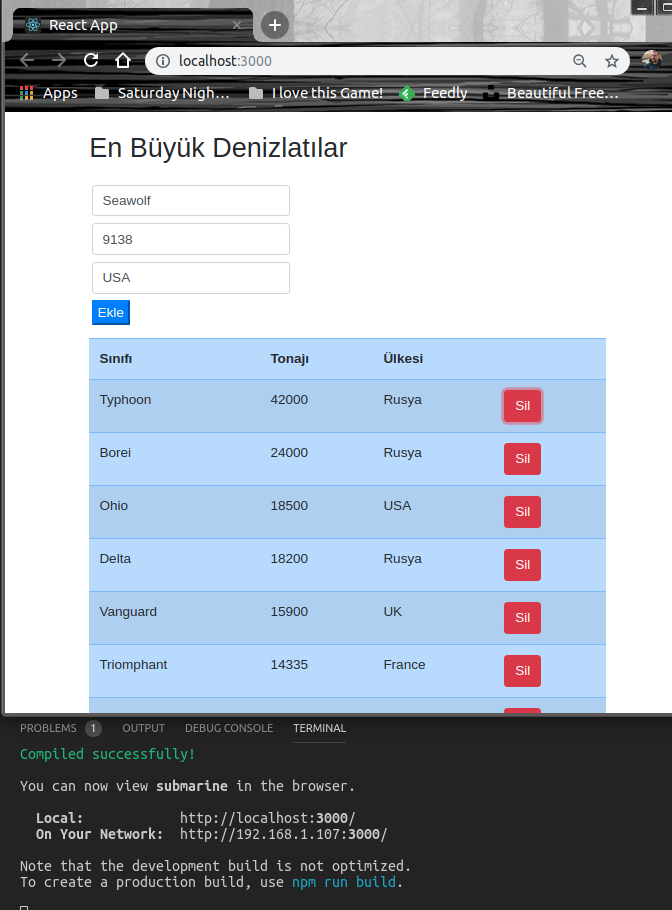 React App
localhost:3000
Apps Saturday Nigh… I love this Game! Feedly Beautiful Free…
En Büyük Denizlatılar
Seawolf
9138
USA
Ekle
Sınıfı Tonajı Ülkesi
Typhoon 42000 Rusya Sil
Borei 24000 Rusya Sil
Ohio 18500 USA Sil
Delta 18200 Rusya Sil
Vanguard 15900 UK Sil
Triomphant 14335 France Sil
PROBLEMS 1 OUTPUT DEBUG CONSOLE TERMINAL
Compiled successfully!
You can now view submarine in the browser.
Local: http://localhost:3000/
On Your Network: http://192.168.1.107:3000/
Note that the development build is not optimized.
To create a production build, use npm run build.